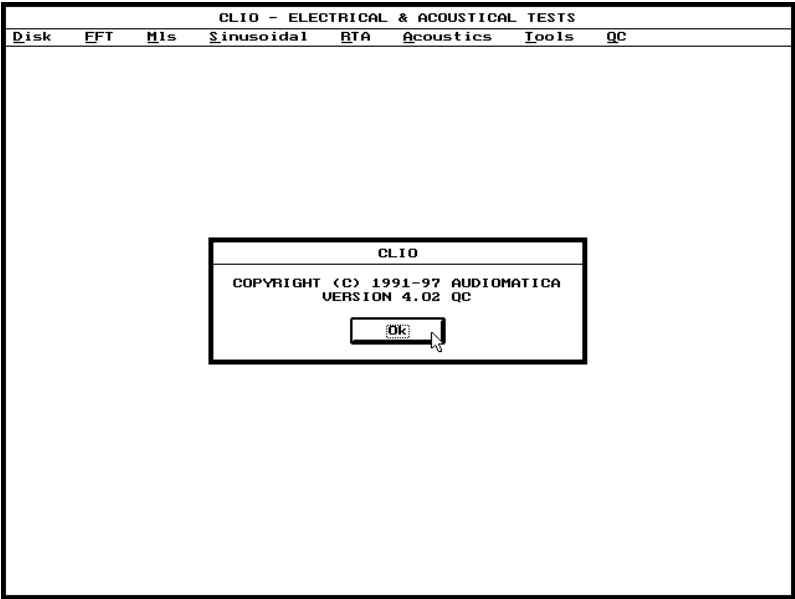 CLIO - ELECTRICAL & ACOUSTICAL TESTS
Disk FFT Mls Sinusoidal RTA Acoustics Tools QC
CLIO
COPYRIGHT (C) 1991-97 AUDIOMATICA
VERSION 4.02 QC
Ok